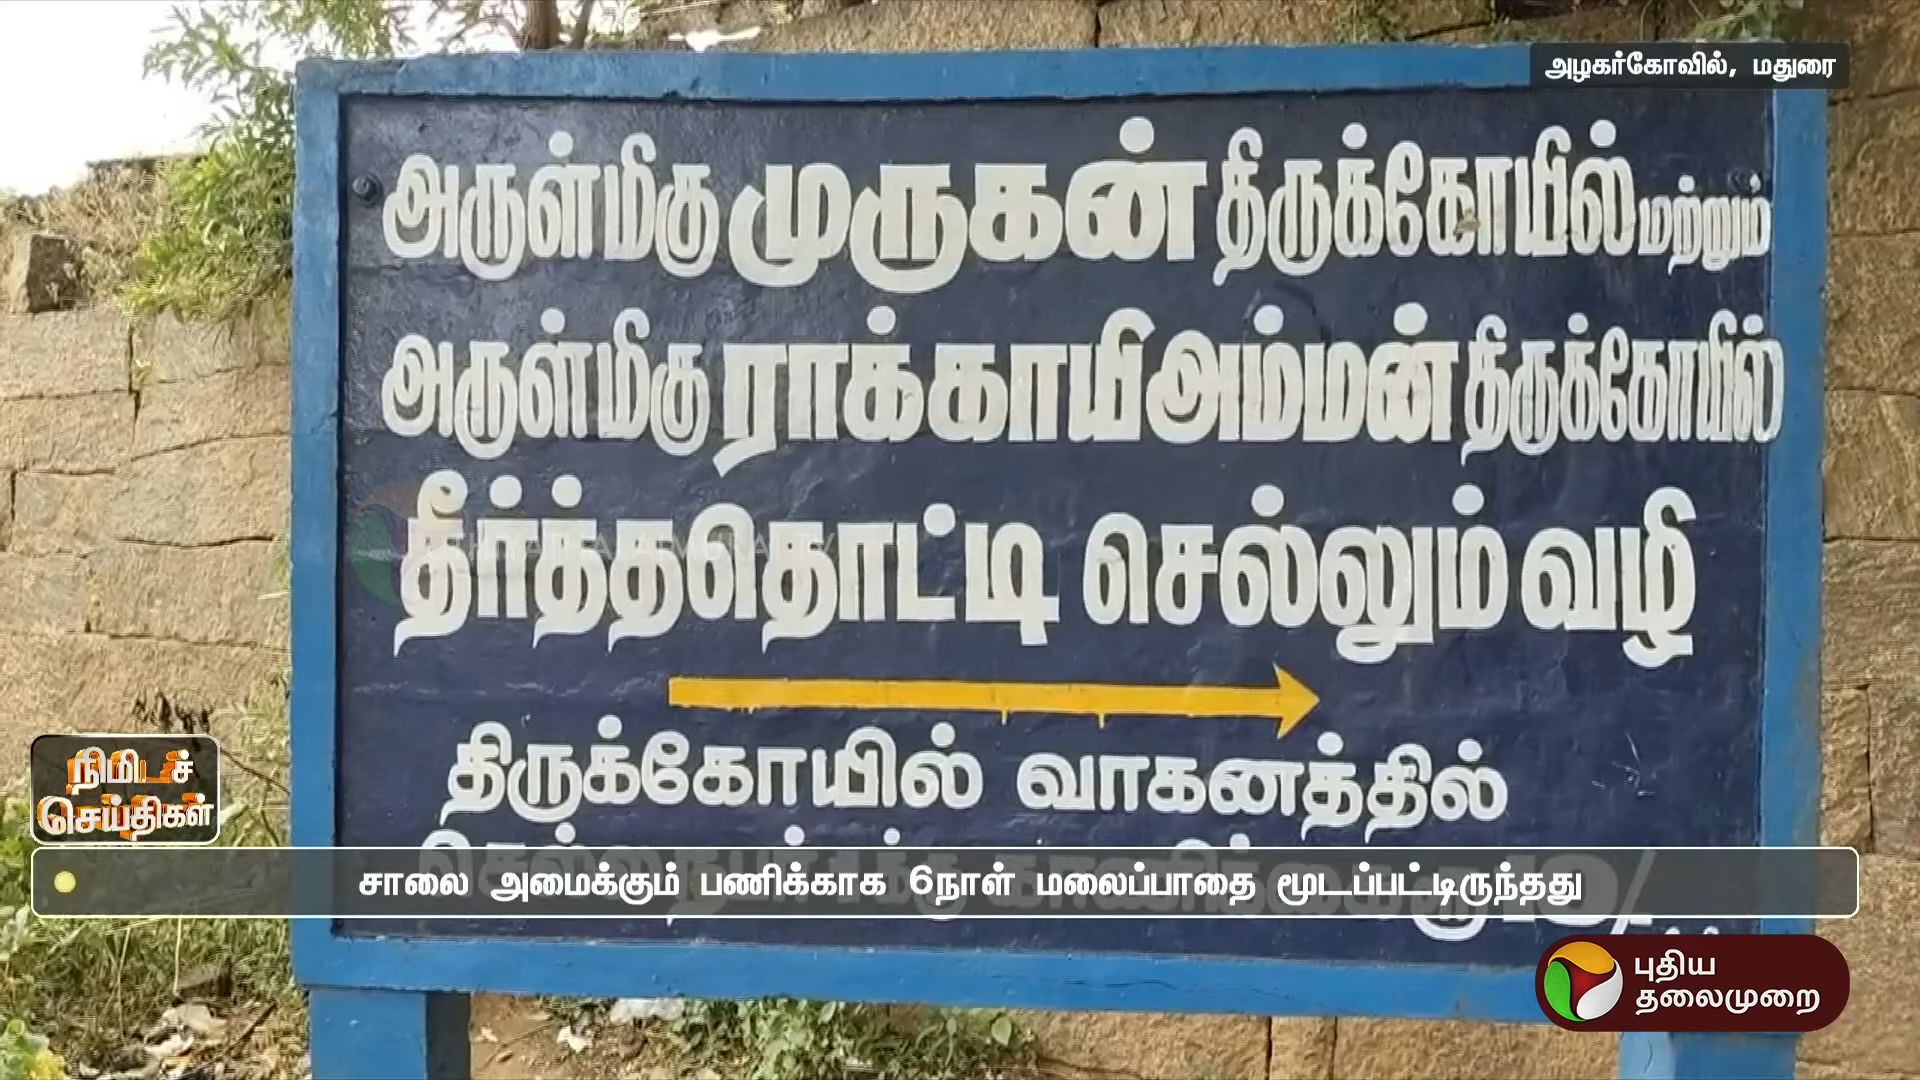 அழகர்கோவில், மதுரை
அருள்மிகு முருகன் திருக்கோயில் மற்றும்
அருள்மிகு ராக்காயி அம்மன் திருக்கோயில்
தீர்த்ததொட்டி செல்லும் வழி
திருக்கோயில் வாகனத்தில்
நிமிடச்
செய்திகள்
சாலை அமைக்கும் பணிக்காக 6நாள் மலைப்பாதை மூடப்பட்டிருந்தது
புதிய
தலைமுறை